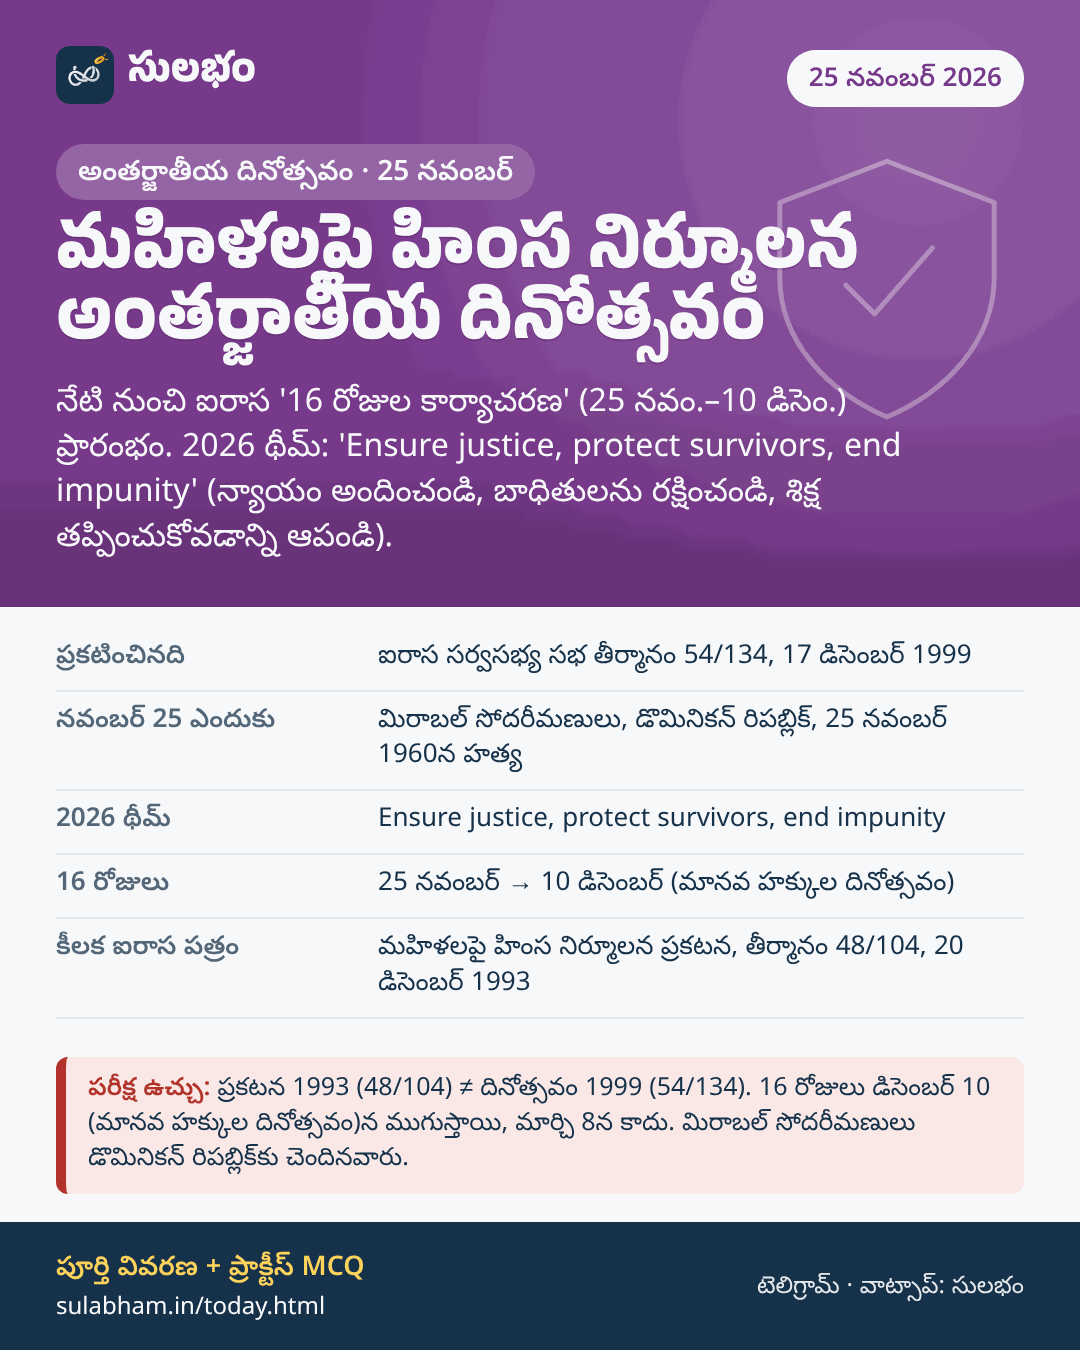 సులభం
25 నవంబర్ 2026
అంతర్జాతీయ దినోత్సవం · 25 నవంబర్
మహిళలపై హింస నిర్మూలన
అంతర్జాతీయ దినోత్సవం
నేటి నుంచి ఐరాస '16 రోజుల కార్యాచరణ' (25 నవం.–10 డిసెం.)
ప్రారంభం. 2026 థీమ్: 'Ensure justice, protect survivors, end
impunity' (న్యాయం అందించండి, బాధితులను రక్షించండి, శిక్ష
తప్పించుకోవడాన్ని ఆపండి).
ప్రకటించినది
ఐరాస సర్వసభ్య సభ తీర్మానం 54/134, 17 డిసెంబర్ 1999
నవంబర్ 25 ఎందుకు
మిరాబల్ సోదరీమణులు, డొమినికన్ రిపబ్లిక్, 25 నవంబర్
1960న హత్య
2026 థీమ్
Ensure justice, protect survivors, end impunity
16 రోజులు
25 నవంబర్ → 10 డిసెంబర్ (మానవ హక్కుల దినోత్సవం)
కీలక ఐరాస పత్రం
మహిళలపై హింస నిర్మూలన ప్రకటన, తీర్మానం 48/104, 20
డిసెంబర్ 1993
పరీక్ష ఉచ్చు: ప్రకటన 1993 (48/104) ≠ దినోత్సవం 1999 (54/134). 16 రోజులు డిసెంబర్ 10
(మానవ హక్కుల దినోత్సవం)న ముగుస్తాయి, మార్చి 8న కాదు. మిరాబల్ సోదరీమణులు
డొమినికన్ రిపబ్లిక్‌కు చెందినవారు.
పూర్తి వివరణ + ప్రాక్టీస్ MCQ
sulabham.in/today.html
టెలిగ్రామ్ · వాట్సాప్: సులభం